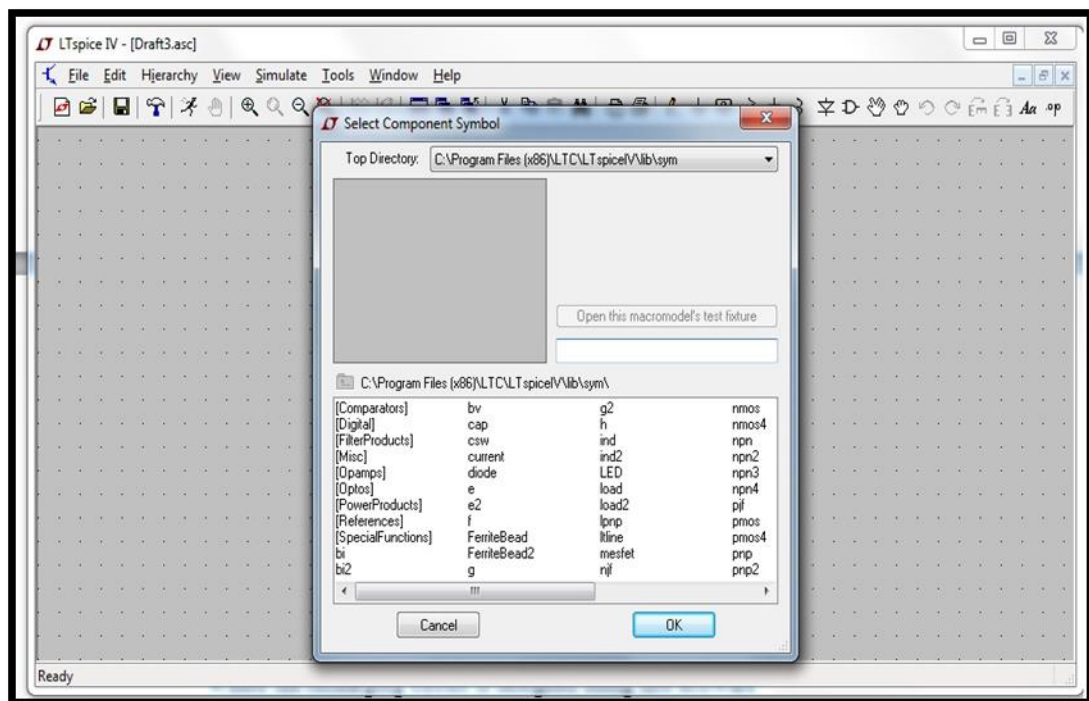 LTspice IV - [Draft3.asc]
File Edit Hierarchy View Simulate Tools Window Help
Aa .op
Select Component Symbol
Top Directory: C:\Program Files (x86)\LTC\LTspiceIV\lib\sym
Open this macromodel's test fixture
C:\Program Files (x86)\LTC\LTspiceIV\lib\sym\
[Comparators] bv g2 nmos
[Digital] cap h nmos4
[FilterProducts] csw ind npn
[Misc] current ind2 npn2
[Opamps] diode LED npn3
[Optos] e load npn4
[PowerProducts] e2 load2 pjf
[References] f lpnp pmos
[SpecialFunctions] FerriteBead ltline pmos4
bi FerriteBead2 mesfet pnp
bi2 g njf pnp2
Cancel OK
Ready